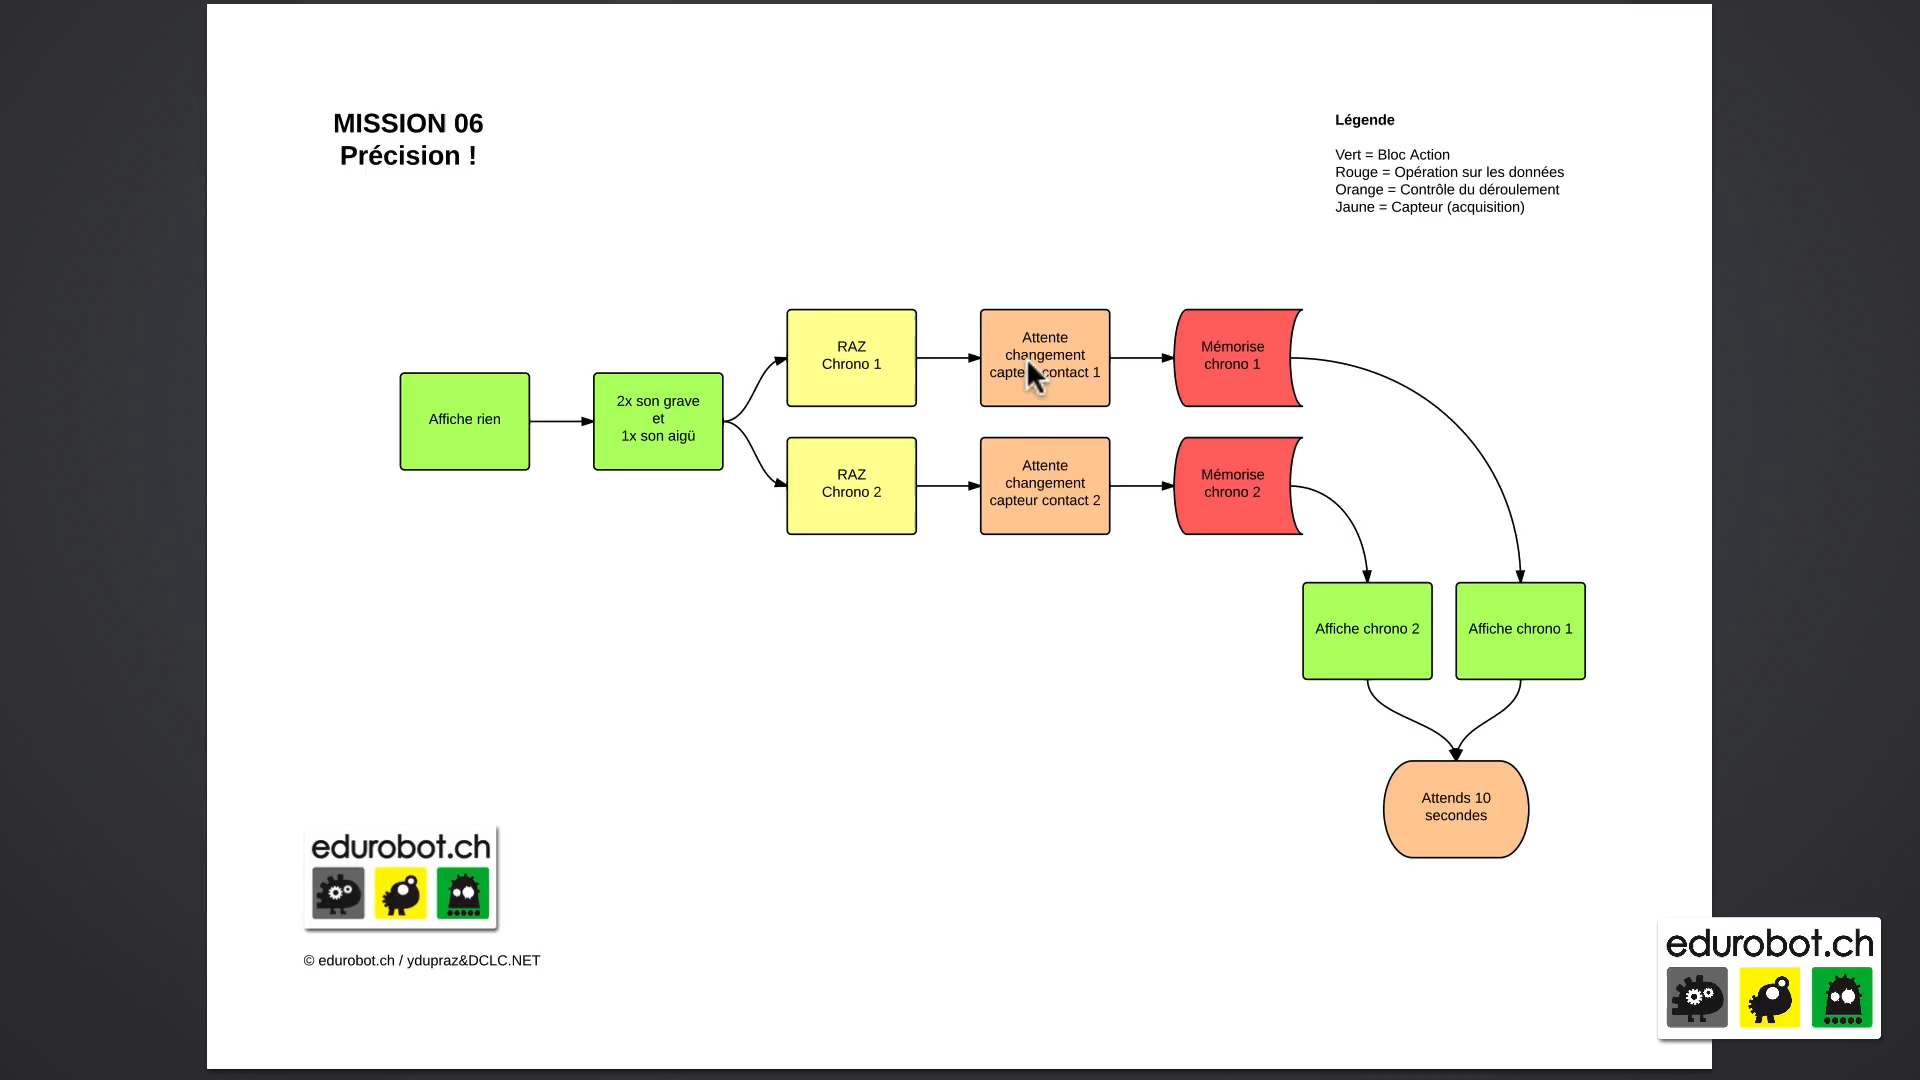 MISSION 06
Précision !
Légende
Vert = Bloc Action
Rouge = Opération sur les données
Orange = Contrôle du déroulement
Jaune = Capteur (acquisition)
Affiche rien
2x son grave
et
1x son aigü
RAZ
Chrono 1
Attente
changement
contact 1
Mémorise
chrono 1
RAZ
Chrono 2
Attente
changement
capteur contact 2
Mémorise
chrono 2
Affiche chrono 2
Affiche chrono 1
Attends 10
secondes
edurobot.ch
© edurobot.ch / ydupraz&DCLC.NET
edurobot.ch